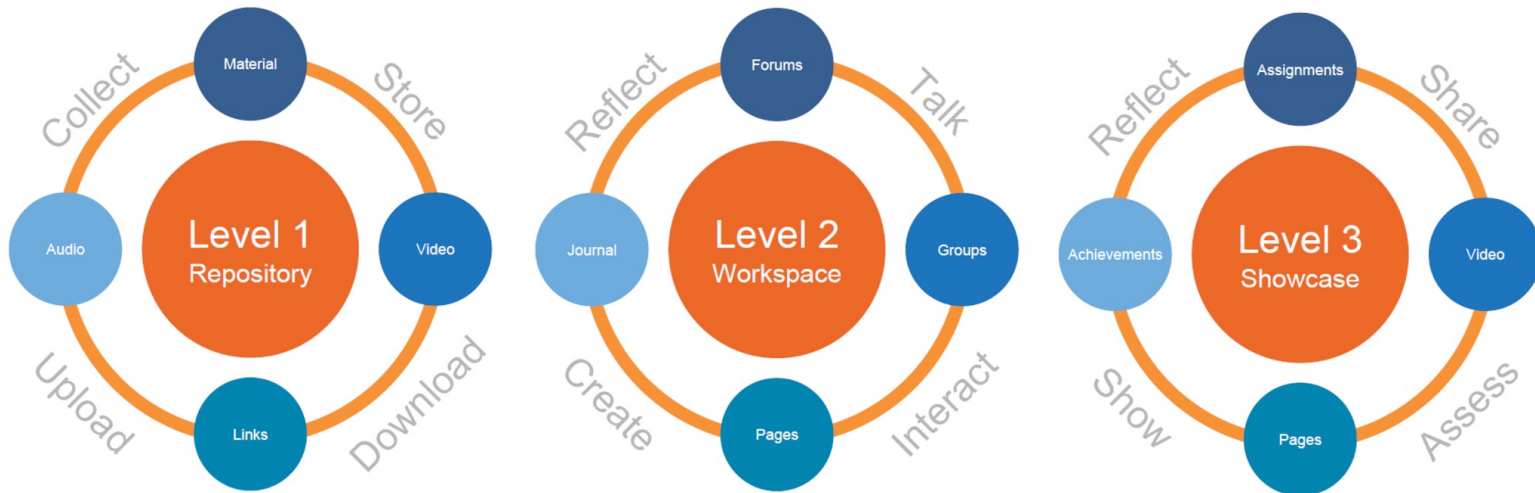 Collect
Material
Store
Audio
Level 1
Repository
Video
Upload
Links
Download
Reflect
Forums
Talk
Journal
Level 2
Workspace
Groups
Create
Pages
Interact
Reflect
Assignments
Share
Achievements
Level 3
Showcase
Video
Show
Pages
Assess